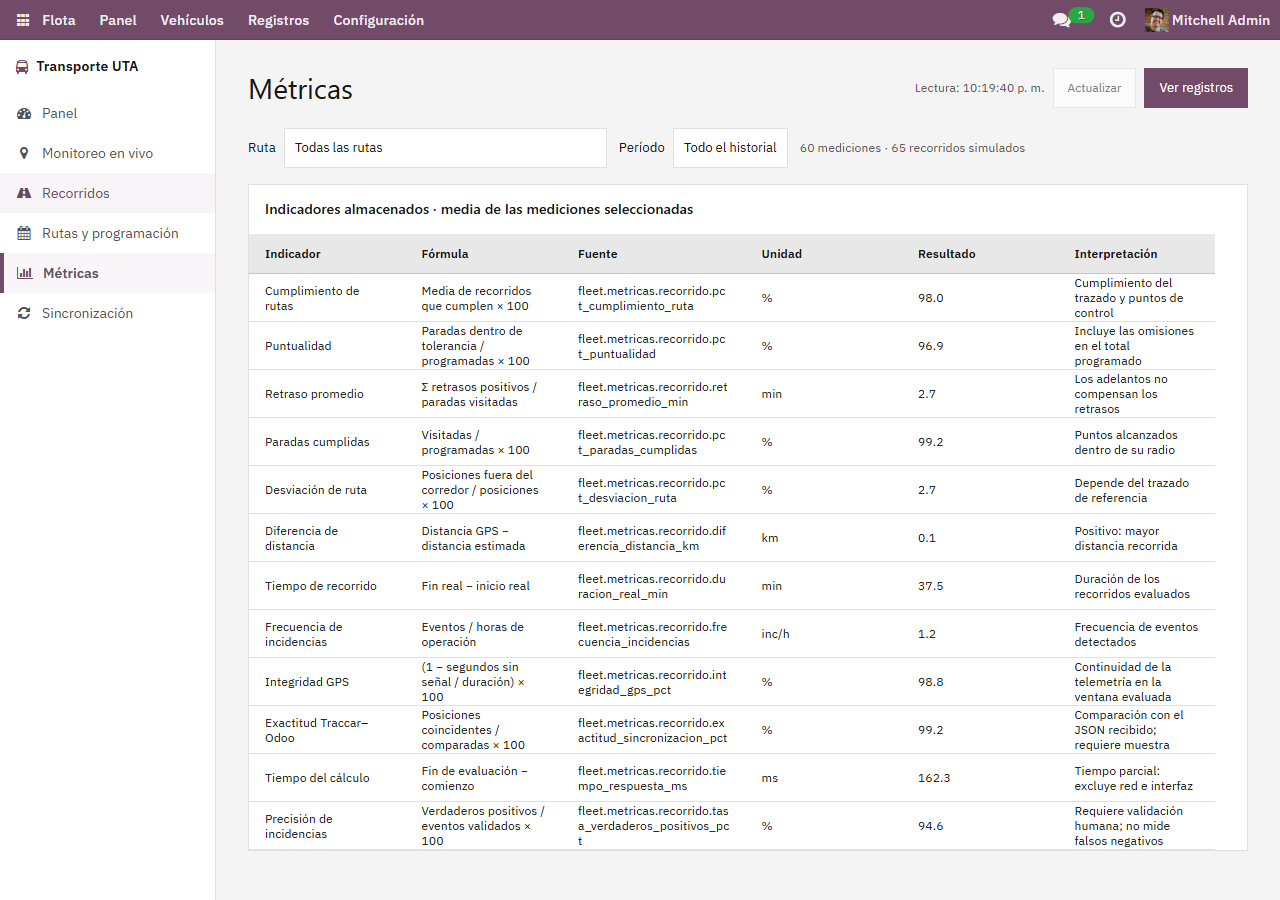 Flota Panel Vehículos Registros Configuración 1 Mitchell Admin
Transporte UTA
Panel
Monitoreo en vivo
Recorridos
Rutas y programación
Métricas
Sincronización
Métricas
Lectura: 10:19:40 p. m. Actualizar Ver registros
Ruta Todas las rutas Período Todo el historial 60 mediciones · 65 recorridos simulados
Indicadores almacenados · media de las mediciones seleccionadas
Indicador Fórmula Fuente Unidad Resultado Interpretación
Cumplimiento de
rutas
Media de recorridos
que cumplen × 100
fleet.metricas.recorrido.pc
t_cumplimiento_ruta
%
98.0
Cumplimiento del
trazado y puntos de
control
Puntualidad
Paradas dentro de
tolerancia /
programadas × 100
fleet.metricas.recorrido.pc
t_puntualidad
%
96.9
Incluye las omisiones
en el total
programado
Retraso promedio
Σ retrasos positivos /
paradas visitadas
fleet.metricas.recorrido.ret
raso_promedio_min
min
2.7
Los adelantos no
compensan los
retrasos
Paradas cumplidas
Visitadas /
programadas × 100
fleet.metricas.recorrido.pc
t_paradas_cumplidas
%
99.2
Puntos alcanzados
dentro de su radio
Desviación de ruta
Posiciones fuera del
corredor / posiciones
× 100
fleet.metricas.recorrido.pc
t_desviacion_ruta
%
2.7
Depende del trazado
de referencia
Diferencia de
distancia
Distancia GPS −
distancia estimada
fleet.metricas.recorrido.dif
erencia_distancia_km
km
0.1
Positivo: mayor
distancia recorrida
Tiempo de recorrido
Fin real − inicio real
fleet.metricas.recorrido.du
racion_real_min
min
37.5
Duración de los
recorridos evaluados
Frecuencia de
incidencias
Eventos / horas de
operación
fleet.metricas.recorrido.fre
cuencia_incidencias
inc/h
1.2
Frecuencia de eventos
detectados
Integridad GPS
(1 − segundos sin
señal / duración) ×
100
fleet.metricas.recorrido.int
egridad_gps_pct
%
98.8
Continuidad de la
telemetría en la
ventana evaluada
Exactitud Traccar–
Odoo
Posiciones
coincidentes /
comparadas × 100
fleet.metricas.recorrido.ex
actitud_sincronizacion_pct
%
99.2
Comparación con el
JSON recibido;
requiere muestra
Tiempo del cálculo
Fin de evaluación −
comienzo
fleet.metricas.recorrido.tie
mpo_respuesta_ms
ms
162.3
Tiempo parcial:
excluye red e interfaz
Precisión de
incidencias
Verdaderos positivos /
eventos validados ×
100
fleet.metricas.recorrido.tas
a_verdaderos_positivos_pc
t
%
94.6
Requiere validación
humana; no mide
falsos negativos